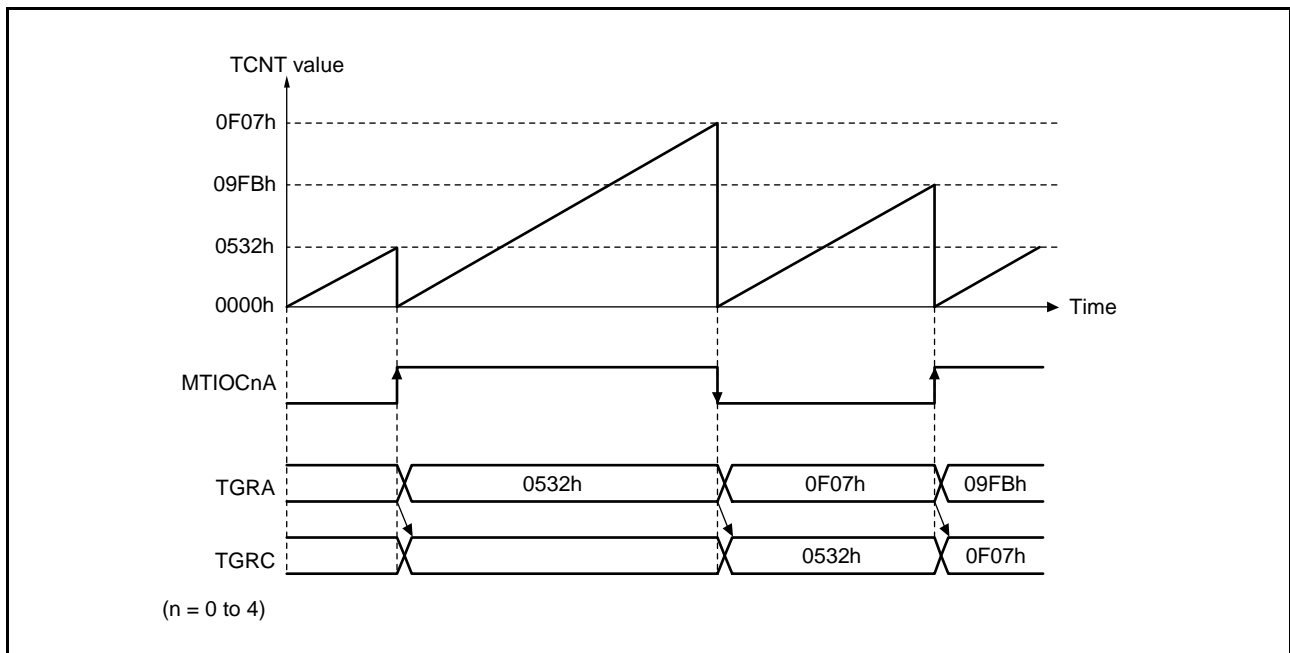 TCNT value
0F07h
09FBh
0532h
0000h
Time
MTIOCnA
TGRA 0532h 0F07h 09FBh
TGRC 0532h 0F07h
(n = 0 to 4)